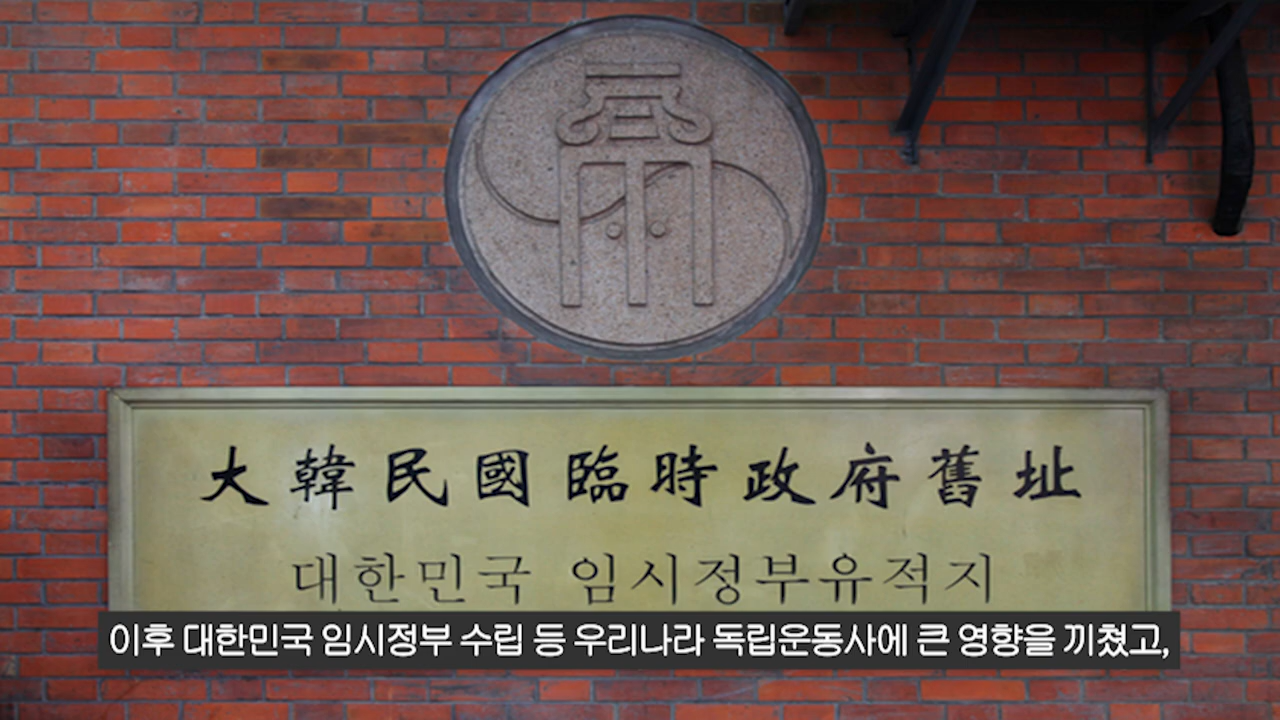 大韓民國臨時政府舊址
대한민국 임시정부유적지
이후 대한민국 임시정부 수립 등 우리나라 독립운동사에 큰 영향을 끼쳤고,